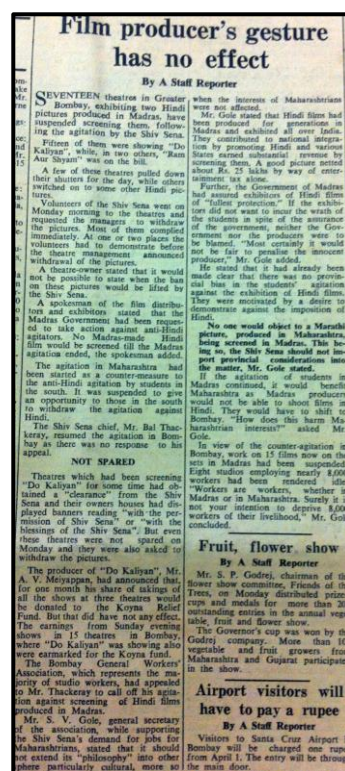 Film producer's gesture
has no effect
By A Staff Reporter
SEVENTEEN theatres in Greater
Bombay, exhibiting two Hindi
pictures produced in Madras, have
suspended screening them, follow-
ing the agitation by the Shiv Sena.
Fifteen of them were showing "Do
Kaliyan", while, in two others, "Ram
Aur Shyam" was on the bill.
A few of these theatres pulled down
their shutters for the day, while others
switched on to some other Hindi pic-
tures.
Volunteers of the Shiv Sena went on
Monday morning to the theatres and
requested the managers to withdraw
the pictures. Most of them complied
immediately. At one or two places the
volunteers had to demonstrate before
the theatre management announced
withdrawal of the pictures.
A theatre-owner stated that it would
not be possible to state when the ban
on these pictures would be lifted by
the Shiv Sena.
A spokesman of the film distribu-
tors and exhibitors stated that the
Madras Government had been request-
ed to take action against anti-Hindi
agitators. No Madras-made Hindi
film would be screened till the Madras
agitation ended, the spokesman added.
The agitation in Maharashtra had
been started as a counter-measure to
the anti-Hindi agitation by students in
the south. It was suspended to give
an opportunity to those in the south
to withdraw the agitation against
Hindi.
The Shiv Sena chief, Mr. Bal Thac-
keray, resumed the agitation in Bom-
bay as there was no response to his
appeal.
NOT SPARED
Theatres which had been screening
"Do Kaliyan" for some time had ob-
tained a "clearance" from the Shiv
Sena and their owners houses had dis-
played banners reading "with the per-
mission of Shiv Sena" or "with the
blessings of the Shiv Sena." But even
these theatres were not spared on
Monday and they were also asked to
withdraw the pictures.
The producer of "Do Kaliyan", Mr.
A. V. Meiyappan, had announced that,
for one month his share of takings of
all the shows at three theatres would
be donated to the Koyna Relief
Fund. But that did not have any effect.
The earnings from Sunday evening
shows in 15 theatres in Bombay,
where "Do Kaliyan" was showing also
were earmarked for the Koyna fund.
The Bombay General Workers'
Association, which represents the ma-
jority of studio workers, had appealed
to Mr. Thackeray to call off his agita-
tion against screening of Hindi films
produced in Madras.
Mr. S. V. Gole, general secretary
of the association, while supporting
the Shiv Sena's demand for jobs for
Maharashtrians, stated that it should
not extend its "philosophy" into other
sphere particularly cultural, more so
when the interests of Maharashtrians
were not affected.
Mr. Gole stated that Hindi films had
been produced for generations in
Madras and exhibited all over India.
They contributed to national integra-
tion by promoting Hindi and various
States earned substantial revenue by
screening them. A good picture netted
about Rs. 25 lakhs by way of enter-
tainment tax alone.
Further, the Government of Madras
had assured exhibitors of Hindi films
of "fullest protection." If the exhibi-
tors did not want to incur the wrath of
the students in spite of the assurance
of the government, neither the Gov-
ernment nor the producers were to
be blamed. "Most certainly it would
not be fair to penalise the innocent
producer," Mr. Gole added.
He stated that it had already been
made clear that there was no provin-
cial bias in the students' agitation
against the exhibition of Hindi films.
They were motivated by a desire to
demonstrate against the imposition of
Hindi.
No one would object to a Marathi
picture, produced in Maharashtra,
being screened in Madras. This be-
ing so, the Shiv Sena should not im-
port provincial considerations into
the matter, Mr. Gole stated.
If the agitation of students in
Madras continued, it would benefit
Maharashtra as Madras producers
would not be able to shoot films in
Hindi. They would have to shift to
Bombay. "How does this harm Ma-
harashtrian interests?" asked Mr.
Gole.
In view of the counter-agitation in
Bombay, work on 15 films now on the
sets in Madras had been suspended.
Eight studios employing nearly 8,000
workers had been rendered idle.
"Workers are workers, whether in
Madras or in Maharashtra. Surely it is
not your intention to deprive 8,000
workers of their livelihood," Mr. Gole
concluded.
Fruit, flower show
By A Staff Reporter
Mr. S. P. Godrej, chairman of the
flower show committee, Friends of the
Trees, on Monday distributed prizes
cups and medals for more than 20
outstanding entries in the annual vege-
table, fruit and flower show.
The Governor's cup was won by the
Godrej company. More than 10
vegetable and fruit growers from
Maharashtra and Gujarat participated
in the show.
Airport visitors will
have to pay a rupee
By A Staff Reporter
Visitors to Santa Cruz Airport
Bombay will be charged one rupee
from April 1. The entry will be through
the main door.